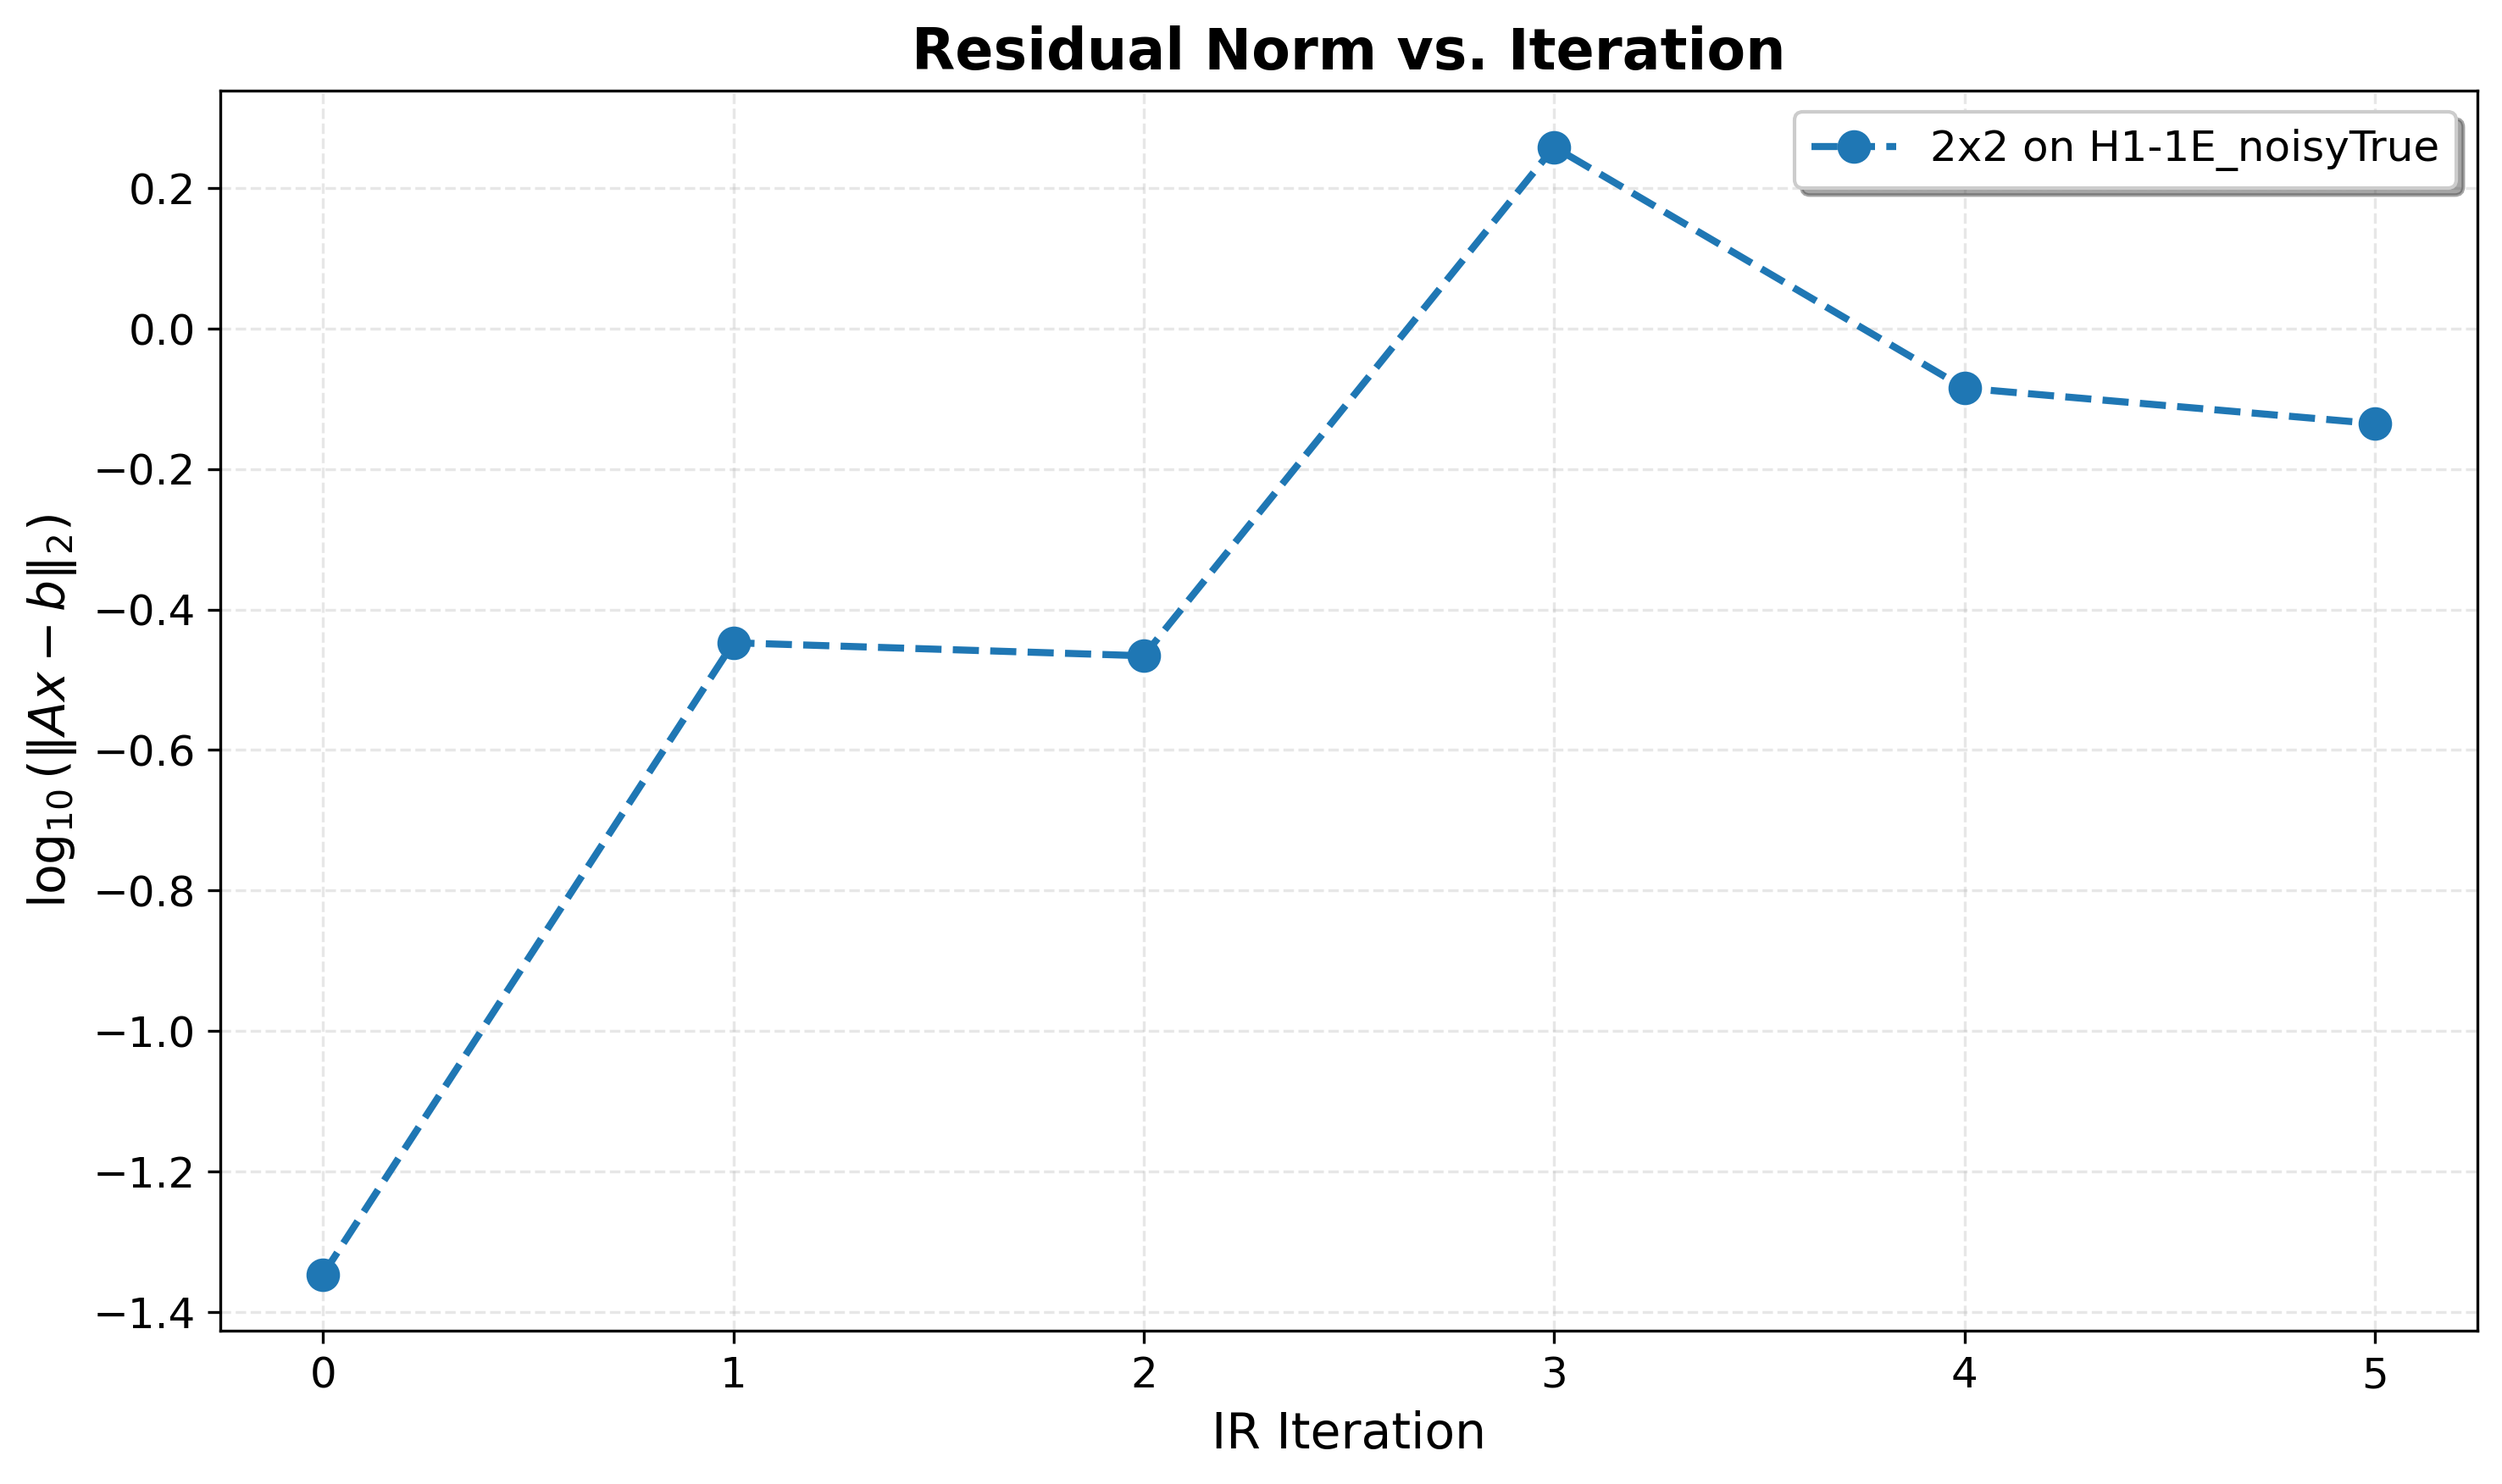 Residual Norm vs. Iteration
2x2 on H1-1E_noisyTrue
0.2
0.0
−0.2
−0.4
−0.6
−0.8
−1.0
−1.2
−1.4
log₁₀ (‖Ax − b‖₂)
0 1 2 3 4 5
IR Iteration